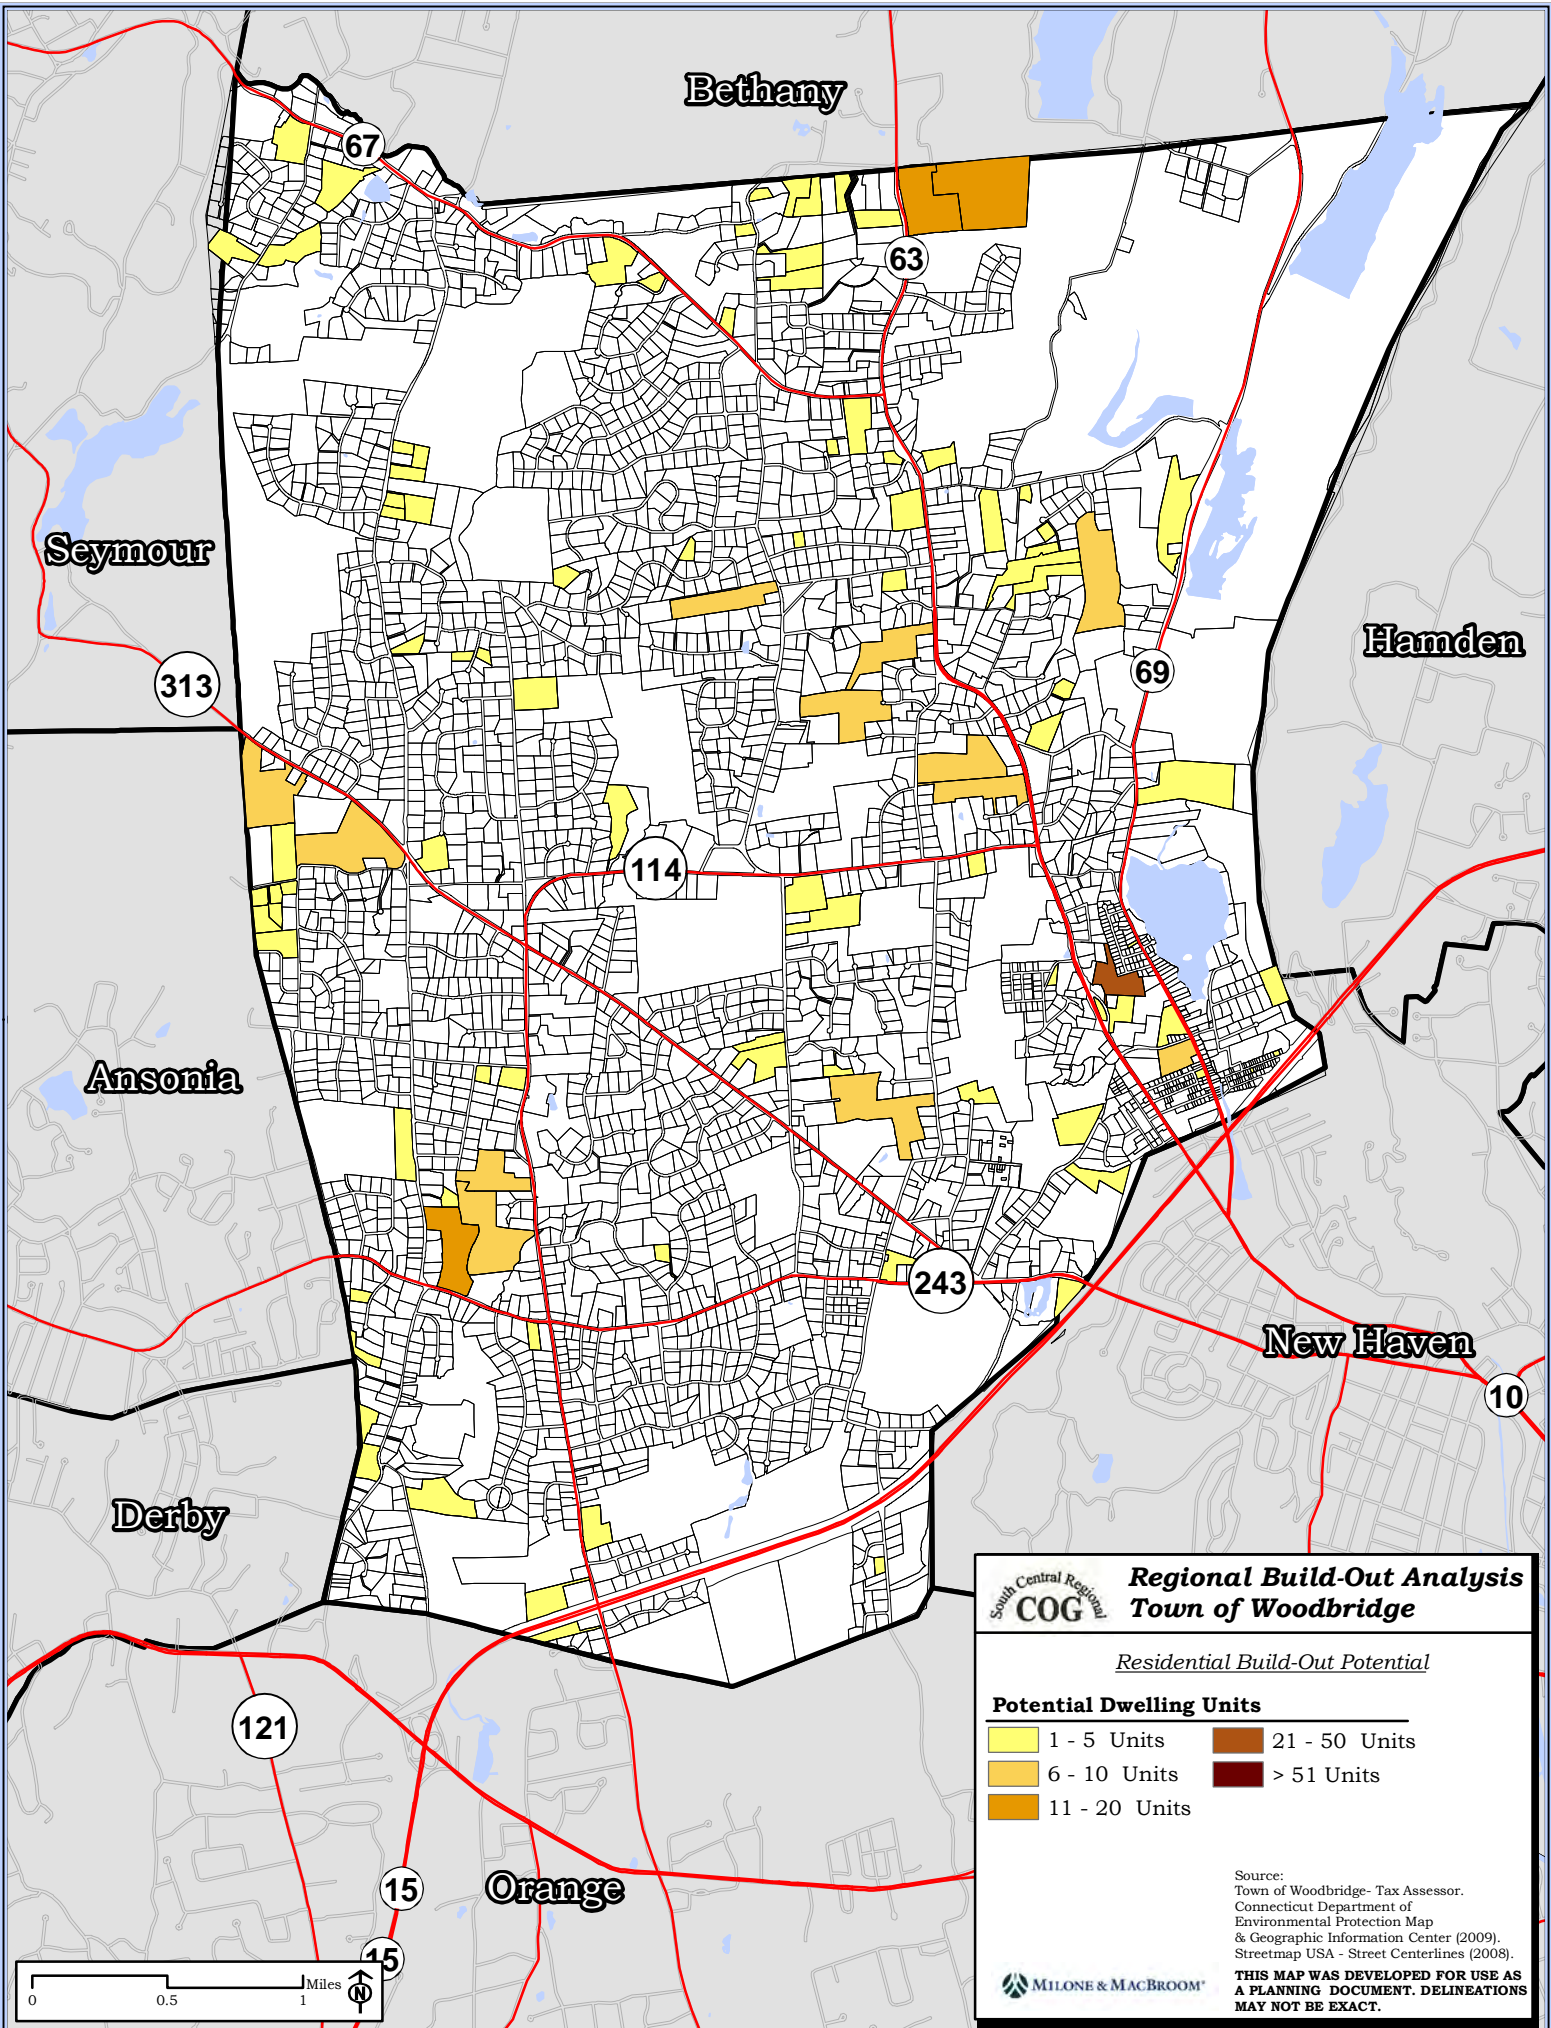 Bethany
67
63
Seymour
Hamden
313
69
114
Ansonia
243
New Haven
10
Derby
121
Orange
15
15
South Central Regional
COG
Regional Build-Out Analysis
Town of Woodbridge
Residential Build-Out Potential
Potential Dwelling Units
1 - 5 Units
21 - 50 Units
6 - 10 Units
> 51 Units
11 - 20 Units
Source:
Town of Woodbridge- Tax Assessor.
Connecticut Department of
Environmental Protection Map
& Geographic Information Center (2009).
Streetmap USA - Street Centerlines (2008).
THIS MAP WAS DEVELOPED FOR USE AS
A PLANNING DOCUMENT. DELINEATIONS
MAY NOT BE EXACT.
MILONE & MACBROOM®
Miles
0 0.5 1
N